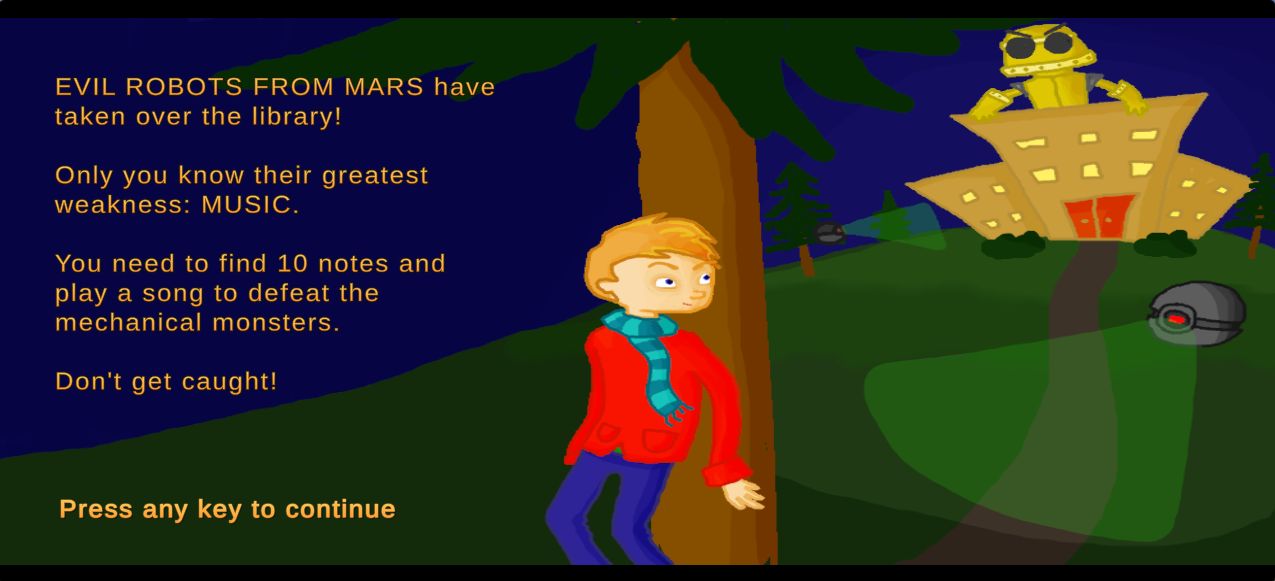 EVIL ROBOTS FROM MARS have
taken over the library!
Only you know their greatest
weakness: MUSIC.
You need to find 10 notes and
play a song to defeat the
mechanical monsters.
Don't get caught!
Press any key to continue